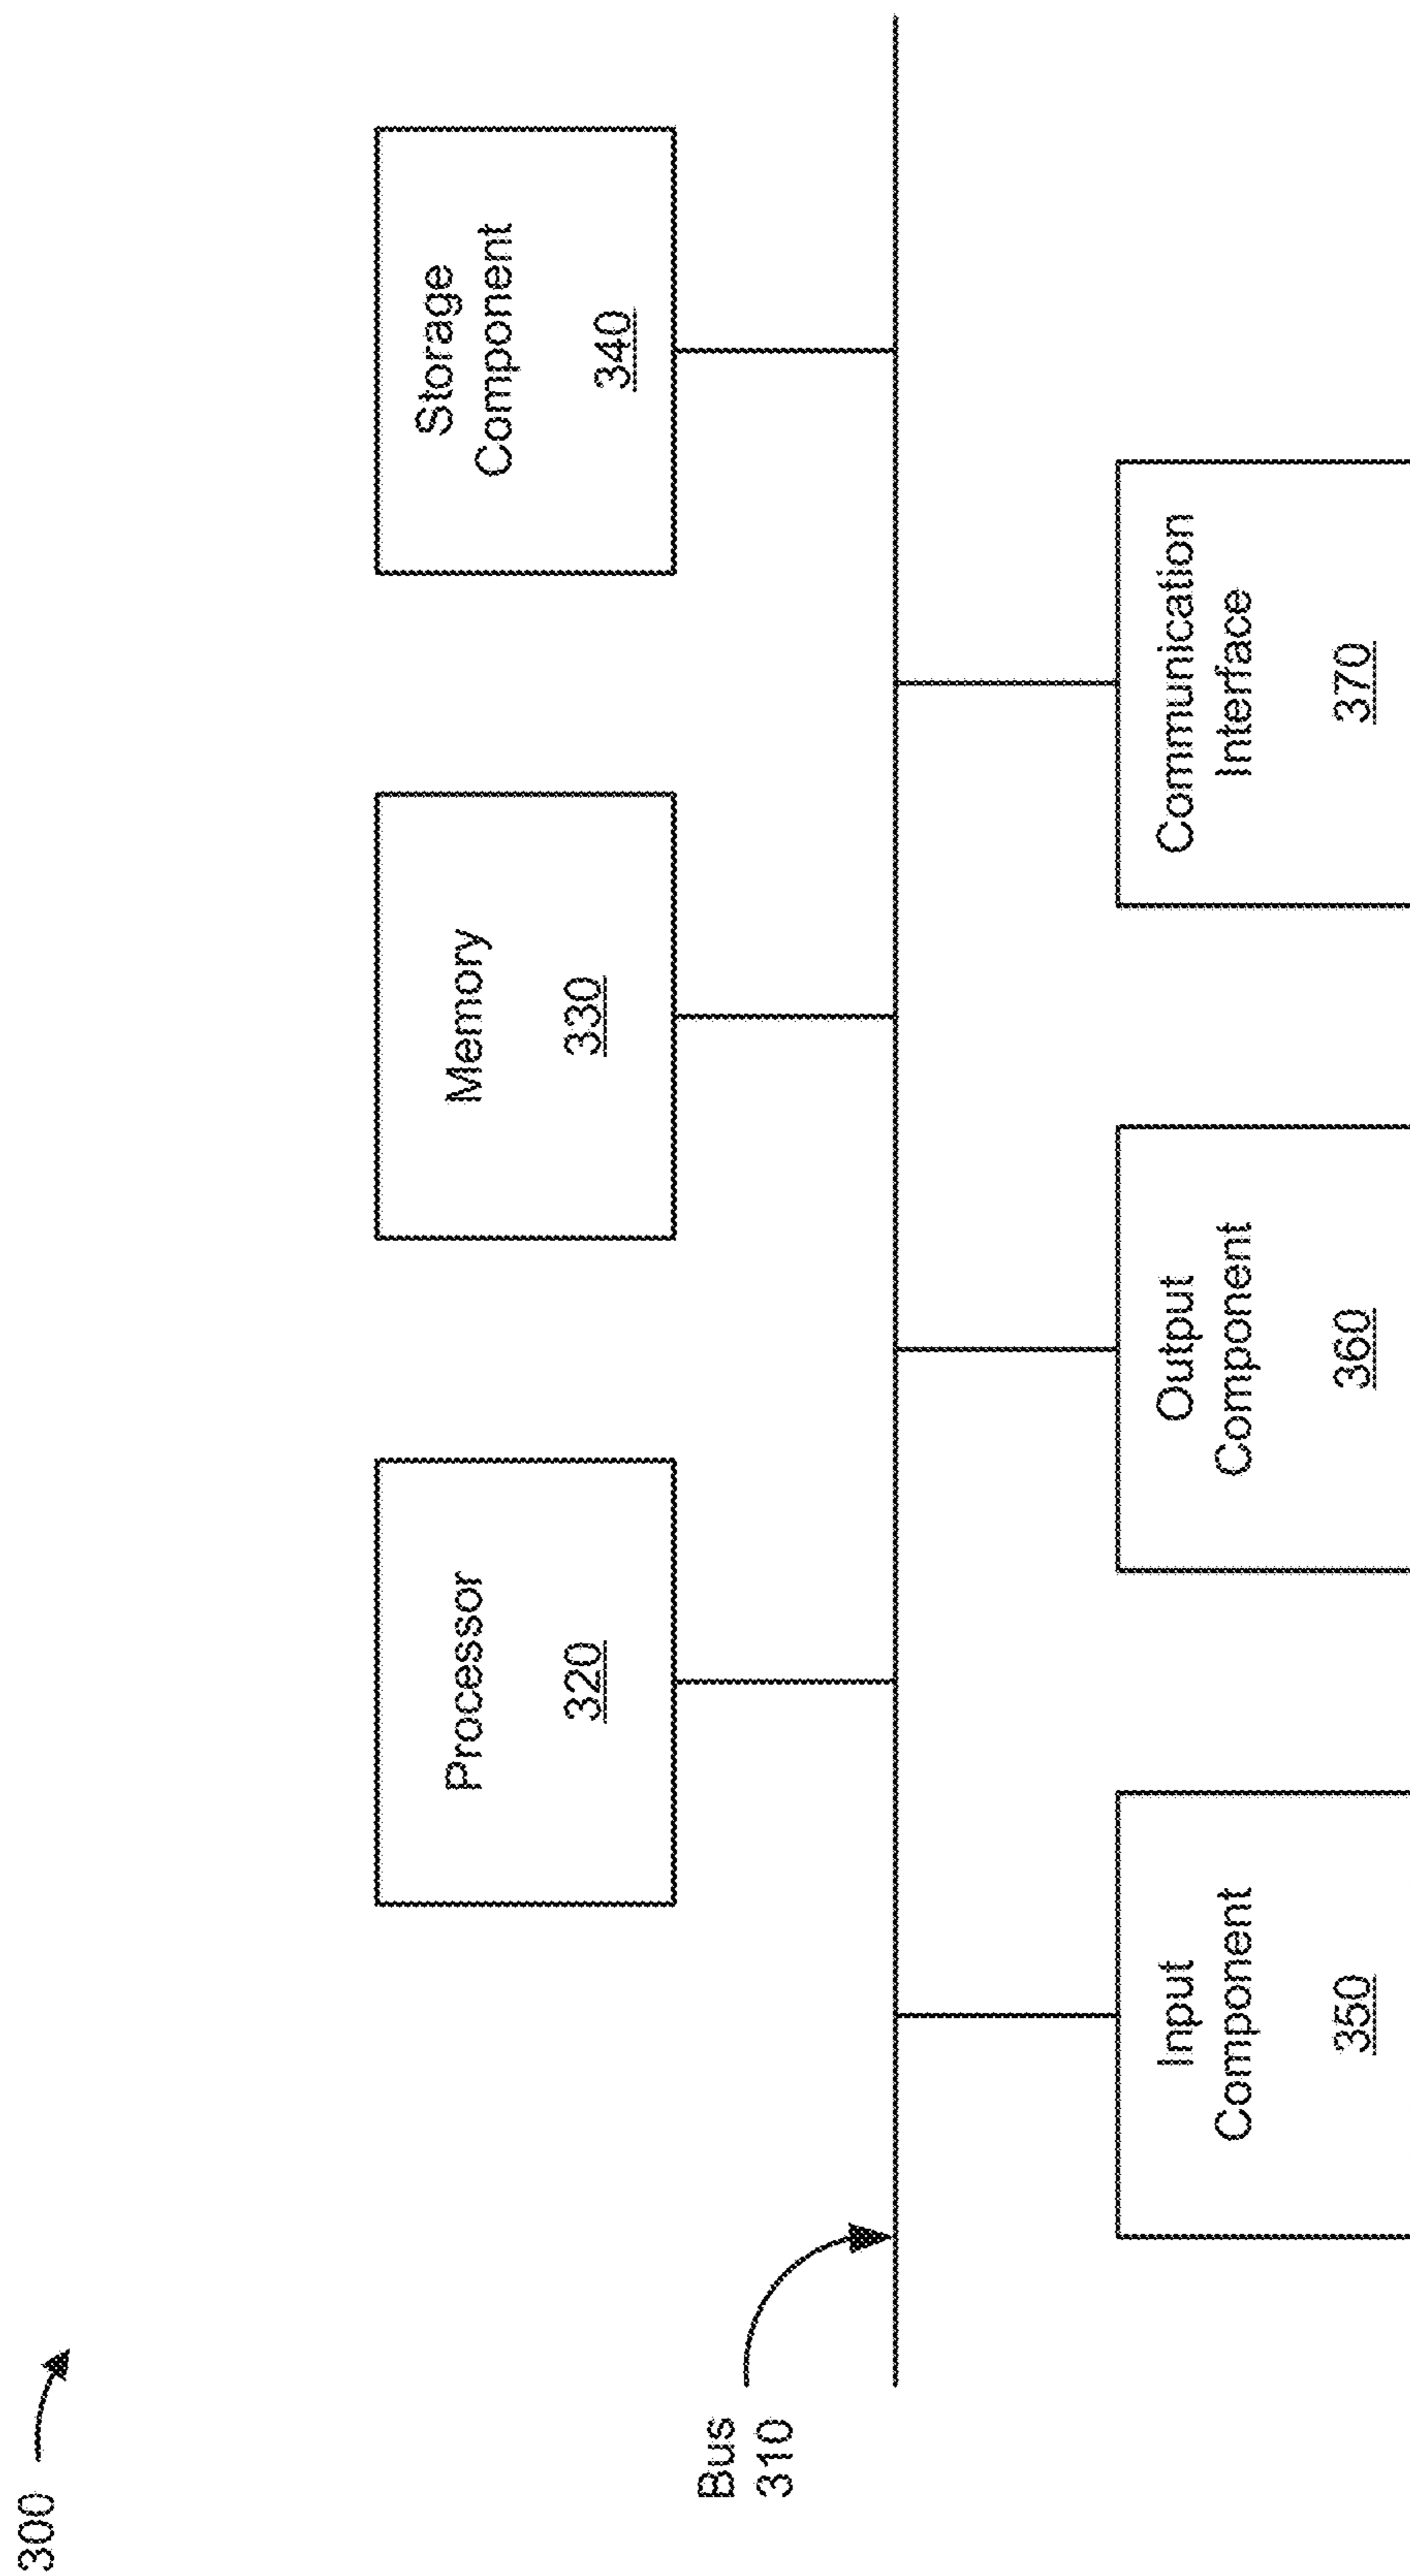 300
Bus
310
Processor
320
Memory
330
Storage
Component
340
Input
Component
350
Output
Component
360
Communication
Interface
370